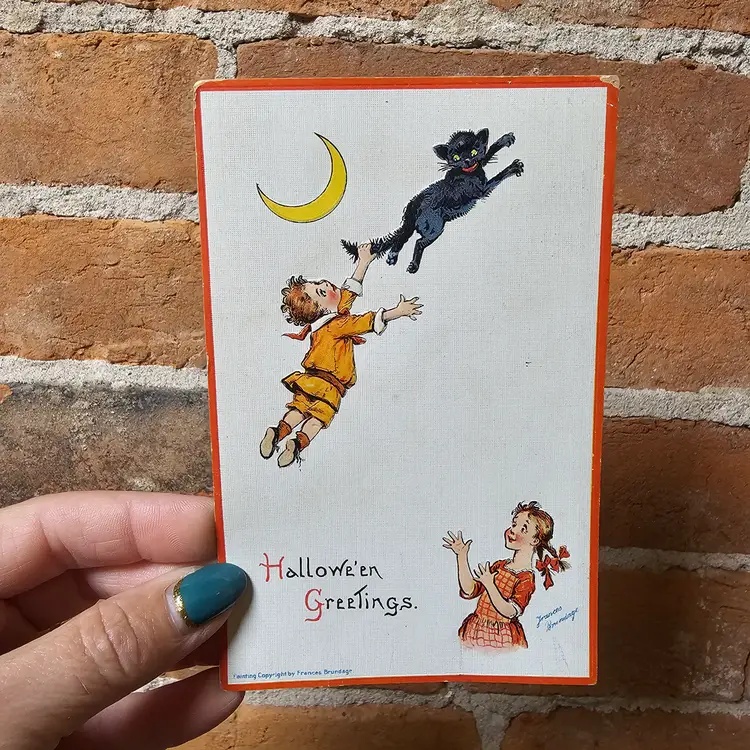 Hallowe'en
Greetings.
Frances
Brundage
Painting Copyright by Frances Brundage